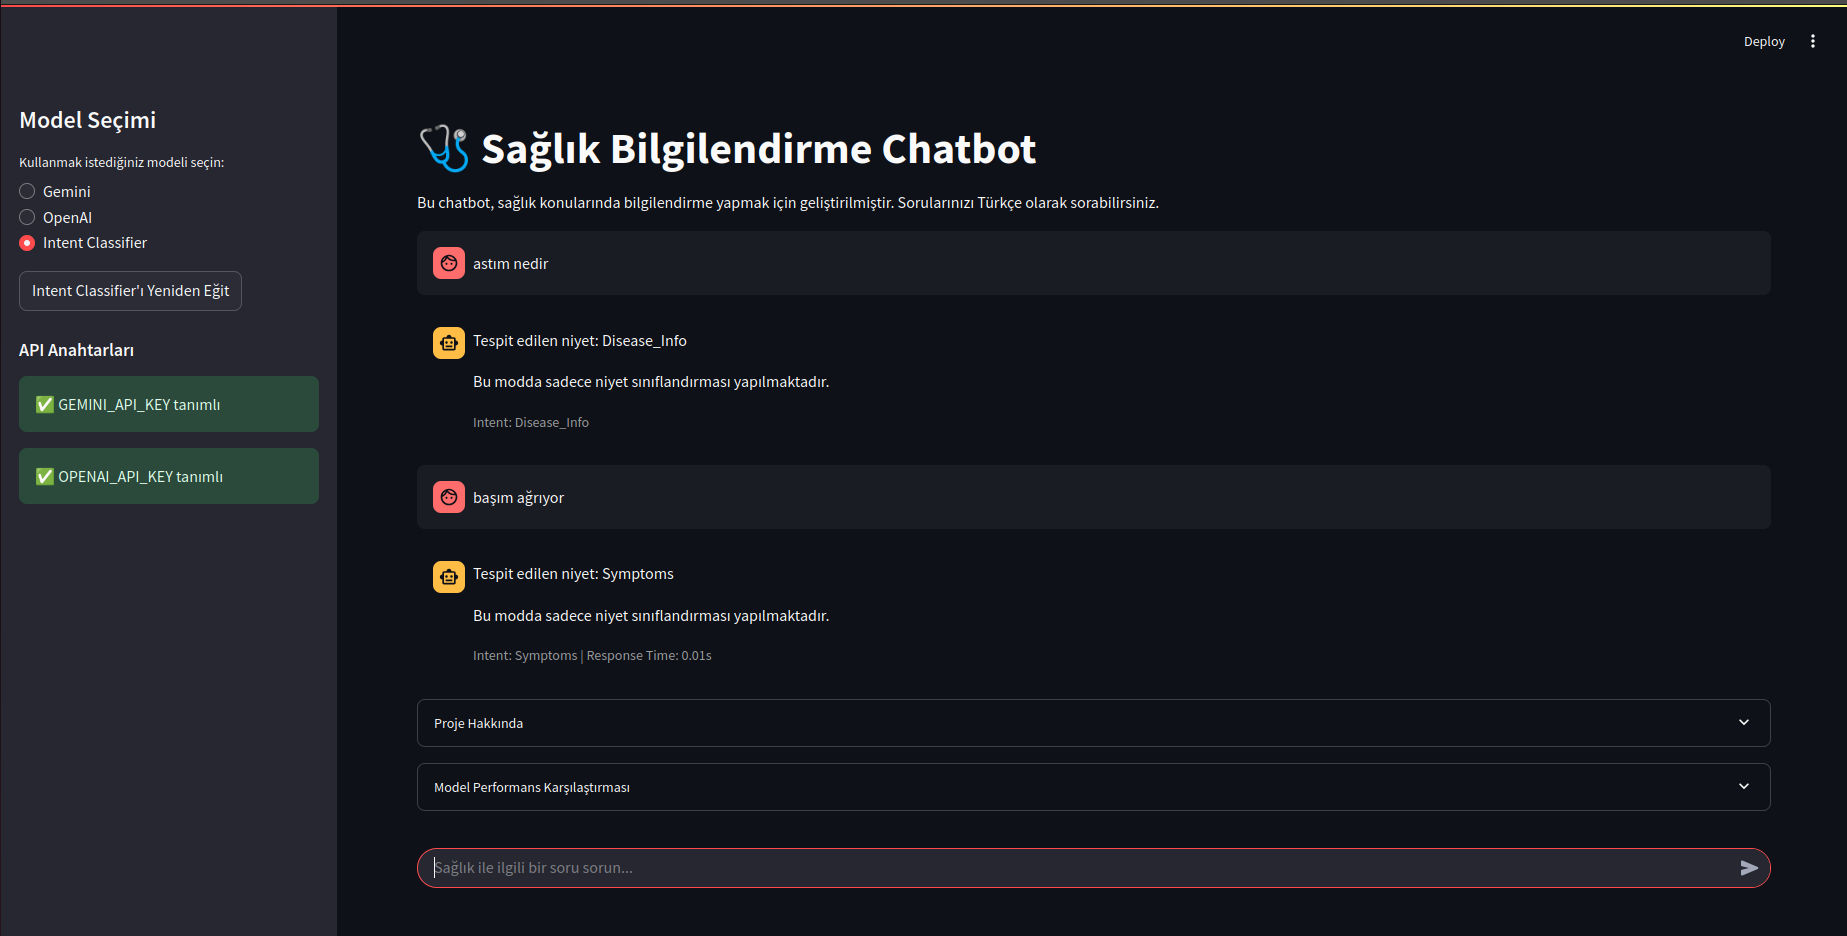 Deploy
Model Seçimi
Kullanmak istediğiniz modeli seçin:
Gemini
OpenAI
Intent Classifier
Intent Classifier'ı Yeniden Eğit
API Anahtarları
✅ GEMINI_API_KEY tanımlı
✅ OPENAI_API_KEY tanımlı
🩺 Sağlık Bilgilendirme Chatbot
Bu chatbot, sağlık konularında bilgilendirme yapmak için geliştirilmiştir. Sorularınızı Türkçe olarak sorabilirsiniz.
astım nedir
Tespit edilen niyet: Disease_Info
Bu modda sadece niyet sınıflandırması yapılmaktadır.
Intent: Disease_Info
başım ağrıyor
Tespit edilen niyet: Symptoms
Bu modda sadece niyet sınıflandırması yapılmaktadır.
Intent: Symptoms | Response Time: 0.01s
Proje Hakkında
Model Performans Karşılaştırması
Sağlık ile ilgili bir soru sorun...